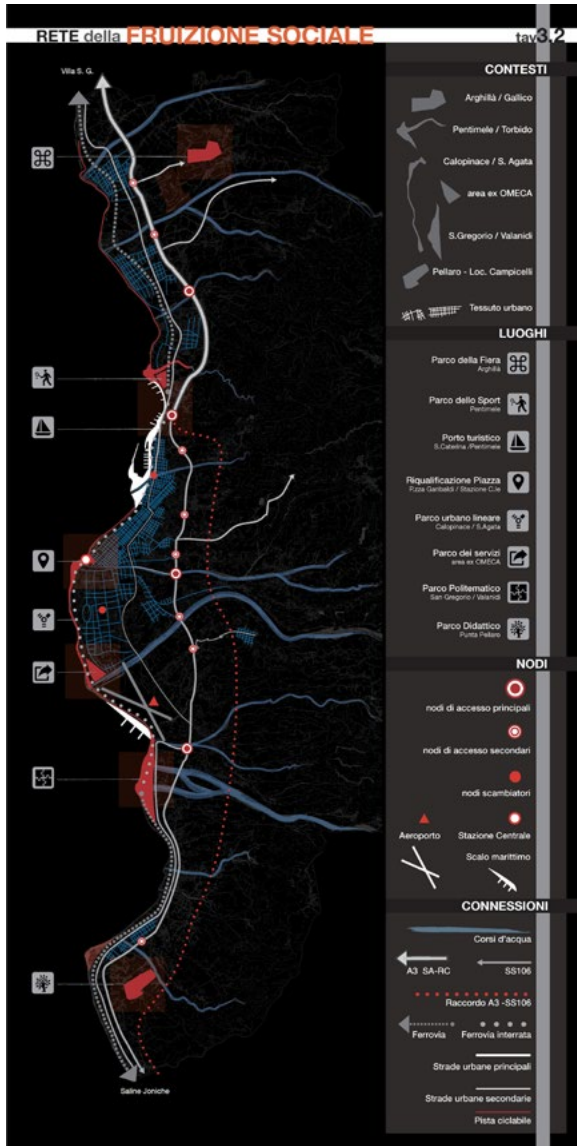 RETE della FRUIZIONE SOCIALE
tav3.2
Villa S. G.
Saline Joniche
CONTESTI
Arghillà / Gallico
Pentimele / Torbido
Calopinace / S. Agata
area ex OMECA
S.Gregorio / Valanidi
Pellaro - Loc. Campicelli
Tessuto urbano
LUOGHI
Parco della Fiera
Arghillà
Parco dello Sport
Pentimele
Porto turistico
S.Caterina /Pentimele
Riqualificazione Piazza
P.zza Garibaldi / Stazione C.le
Parco urbano lineare
Calopinace / S.Agata
Parco dei servizi
area ex OMECA
Parco Politematico
San Gregorio / Valanidi
Parco Didattico
Punta Pellaro
NODI
nodi di accesso principali
nodi di accesso secondari
nodi scambiatori
Aeroporto
Stazione Centrale
Scalo marittimo
CONNESSIONI
Corsi d'acqua
A3 SA-RC
SS106
Raccordo A3 -SS106
Ferrovia
Ferrovia interrata
Strade urbane principali
Strade urbane secondarie
Pista ciclabile